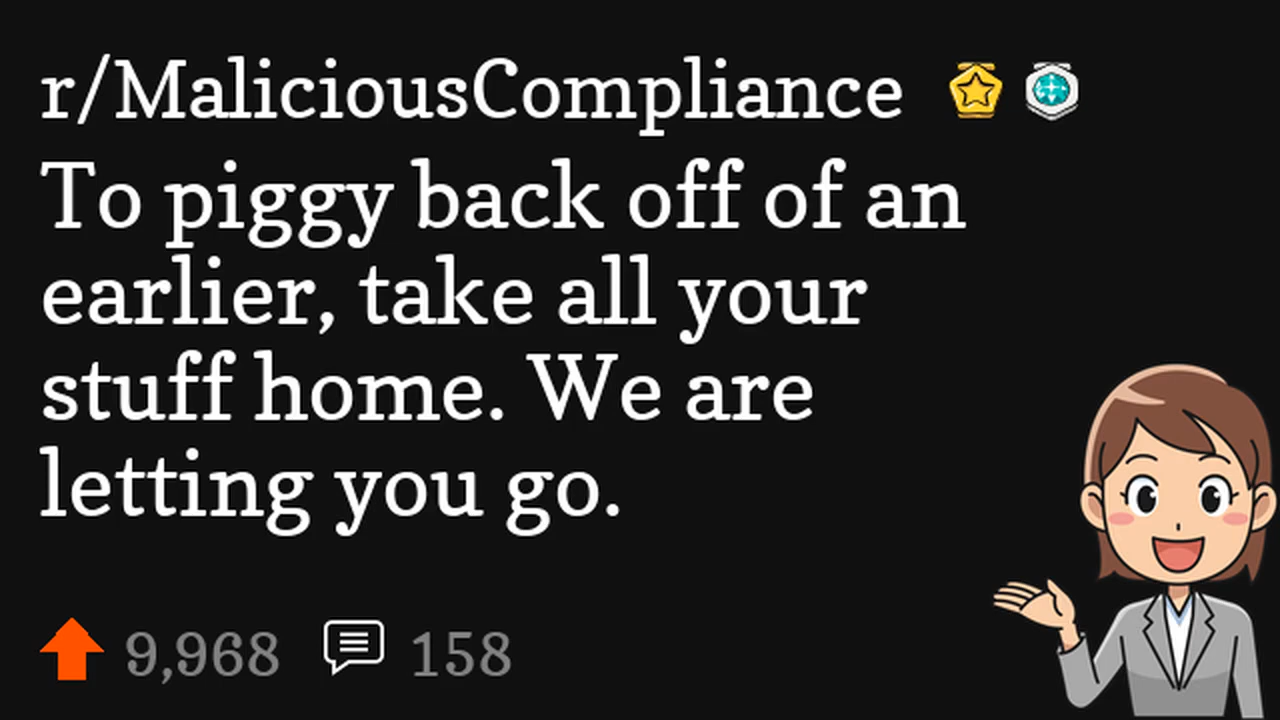 r/MaliciousCompliance
To piggy back off of an
earlier, take all your
stuff home. We are
letting you go.
9,968 158